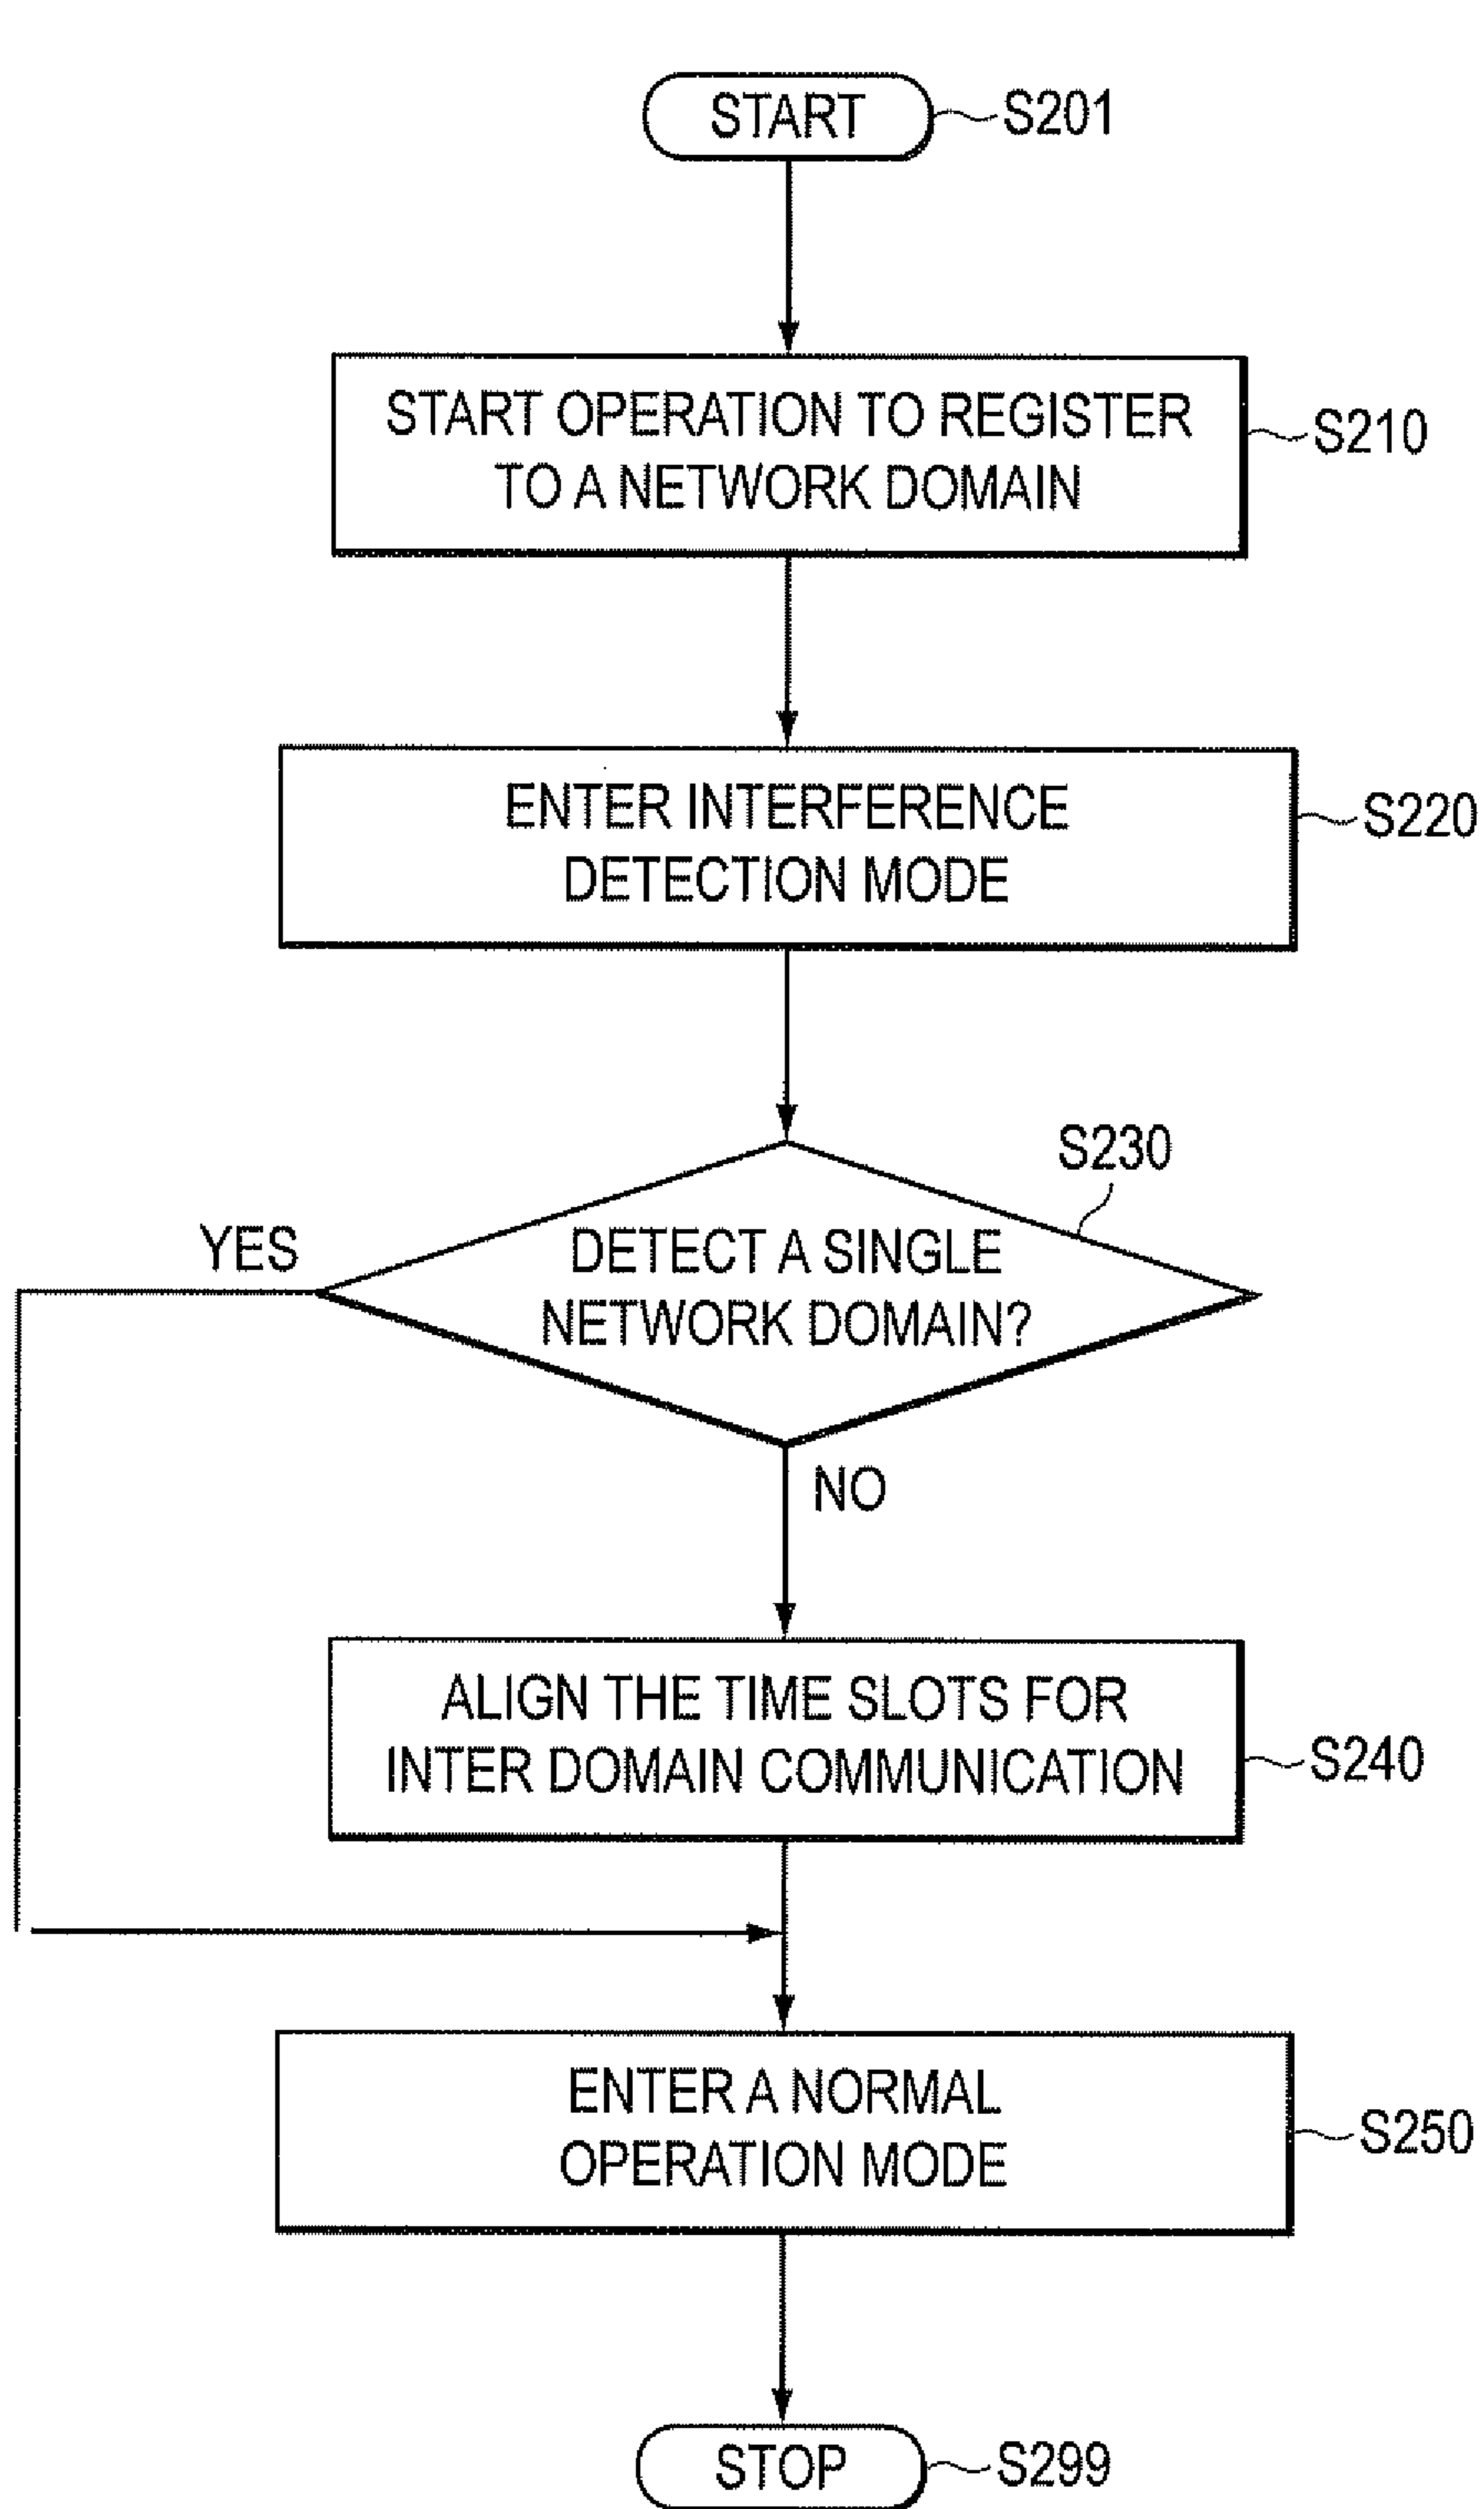 START
S201
START OPERATION TO REGISTER
TO A NETWORK DOMAIN
S210
ENTER INTERFERENCE
DETECTION MODE
S220
S230
YES
DETECT A SINGLE
NETWORK DOMAIN?
NO
ALIGN THE TIME SLOTS FOR
INTER DOMAIN COMMUNICATION
S240
ENTER A NORMAL
OPERATION MODE
S250
STOP
S299